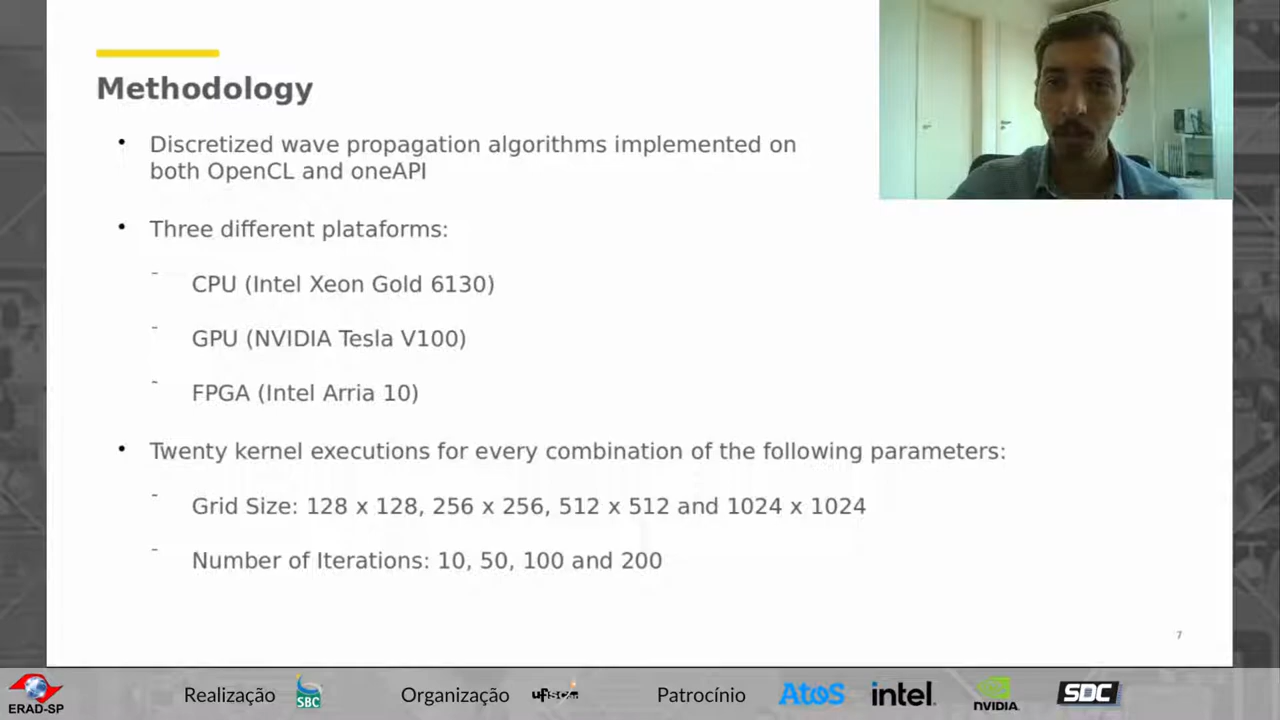 Methodology
• Discretized wave propagation algorithms implemented on
both OpenCL and oneAPI
• Three different plataforms:
- CPU (Intel Xeon Gold 6130)
- GPU (NVIDIA Tesla V100)
- FPGA (Intel Arria 10)
• Twenty kernel executions for every combination of the following parameters:
- Grid Size: 128 x 128, 256 x 256, 512 x 512 and 1024 x 1024
- Number of Iterations: 10, 50, 100 and 200
7
ERAD-SP
Realização
SBC
Organização
ufscar
Patrocínio
Atos
intel.
NVIDIA.
SDC